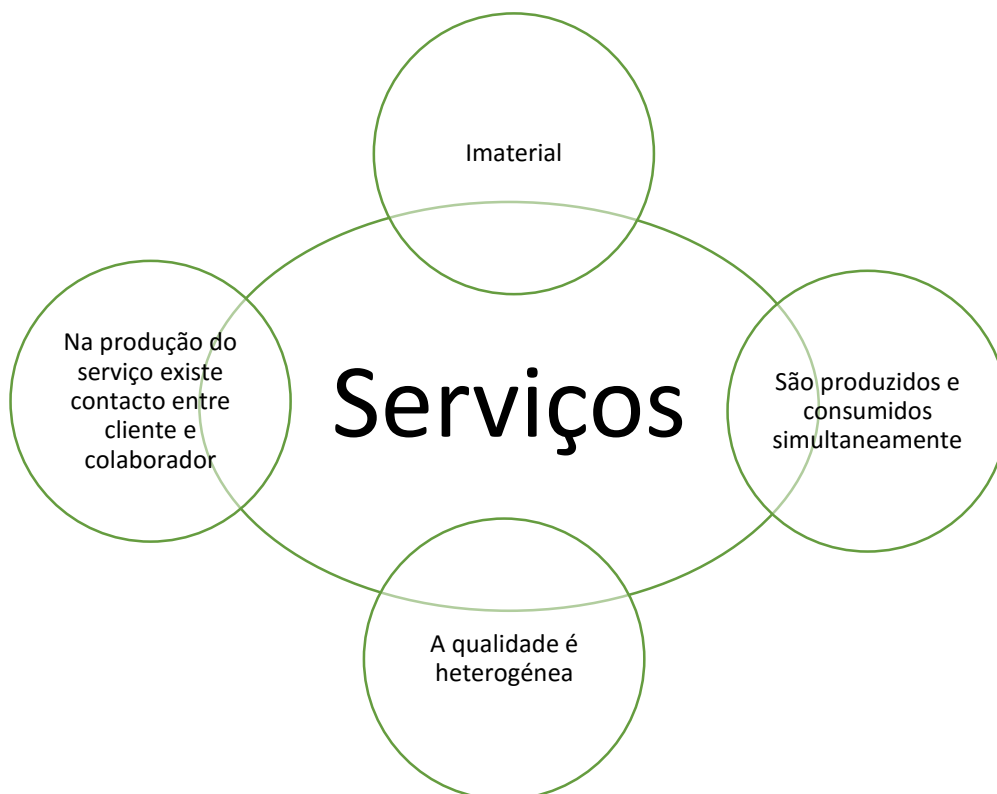 Imaterial
Na produção do
serviço existe
contacto entre
cliente e
colaborador
Serviços
São produzidos e
consumidos
simultaneamente
A qualidade é
heterogénea